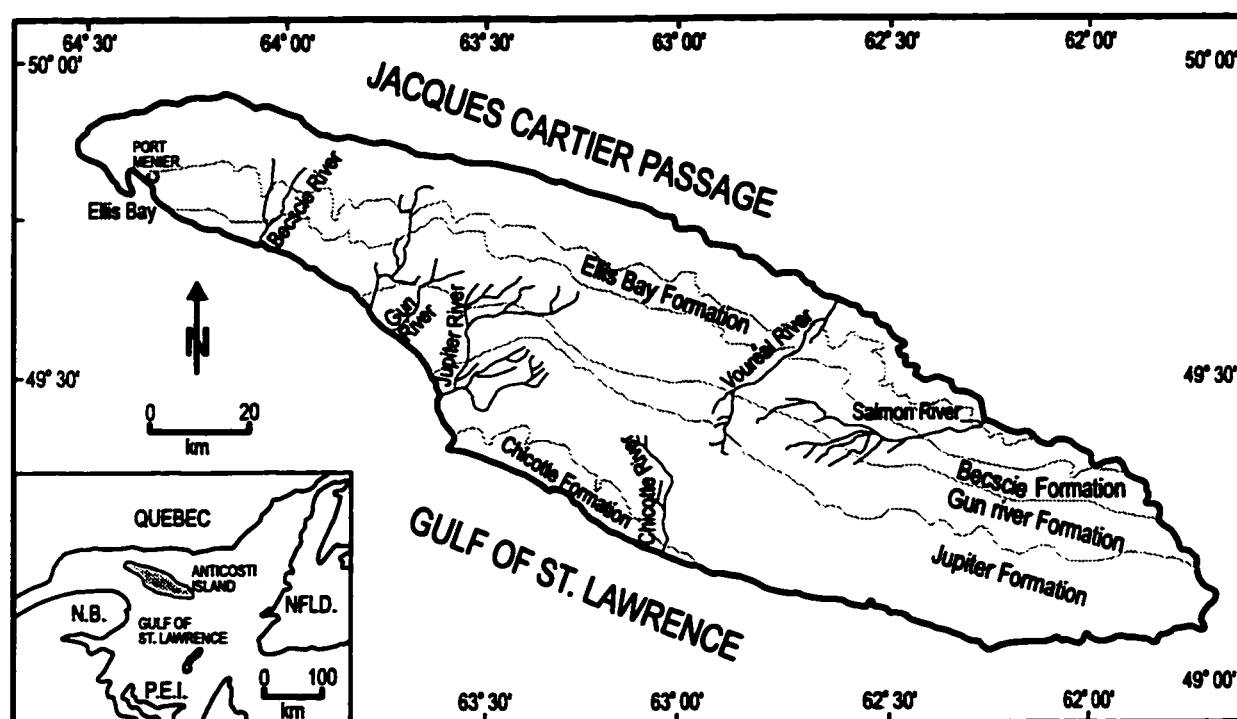 64° 30'
64° 00'
63° 30'
63° 00'
62° 30'
62° 00'
50° 00'
50° 00'
JACQUES CARTIER PASSAGE
PORT
MENIER
Ellis Bay
Becscie River
Ellis Bay Formation
Gun
River
Jupiter River
Vouréal River
N
49° 30'
49° 30'
0 20
km
Salmon River
Chicotte Formation
Chicotte River
Becscie Formation
Gun river Formation
Jupiter Formation
GULF OF ST. LAWRENCE
QUEBEC
ANTICOSTI
ISLAND
N.B.
NFLD.
GULF OF
ST. LAWRENCE
P.E.I.
0 100
km
49° 00'
63° 30'
63° 00'
62° 30'
62° 00'